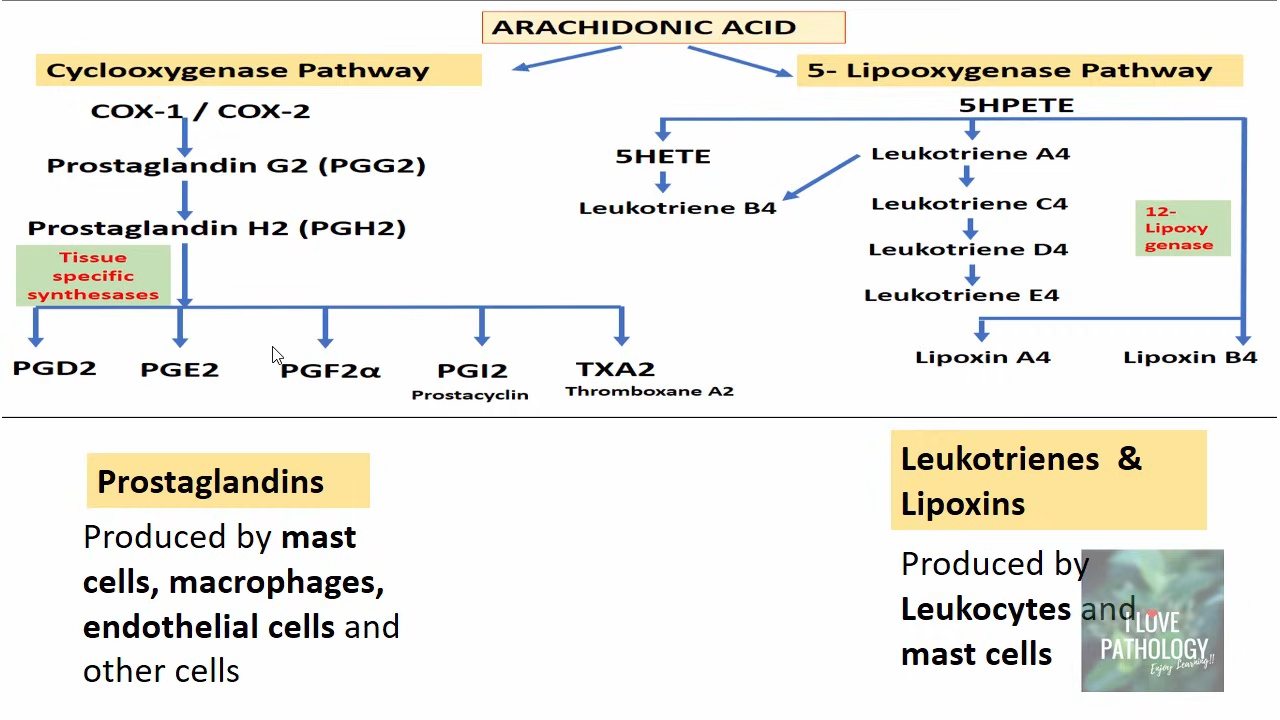 ARACHIDONIC ACID
Cyclooxygenase Pathway
5- Lipooxygenase Pathway
COX-1 / COX-2
5HPETE
Prostaglandin G2 (PGG2)
5HETE
Leukotriene A4
Leukotriene B4
Leukotriene C4
12-
Lipoxy
genase
Prostaglandin H2 (PGH2)
Leukotriene D4
Tissue
specific
synthesases
Leukotriene E4
Lipoxin A4
Lipoxin B4
PGD2
PGE2
PGF2α
PGI2
Prostacyclin
TXA2
Thromboxane A2
Prostaglandins
Produced by mast
cells, macrophages,
endothelial cells and
other cells
Leukotrienes &
Lipoxins
Produced by
Leukocytes and
mast cells
I LOVE
PATHOLOGY
Enjoy Learning!!